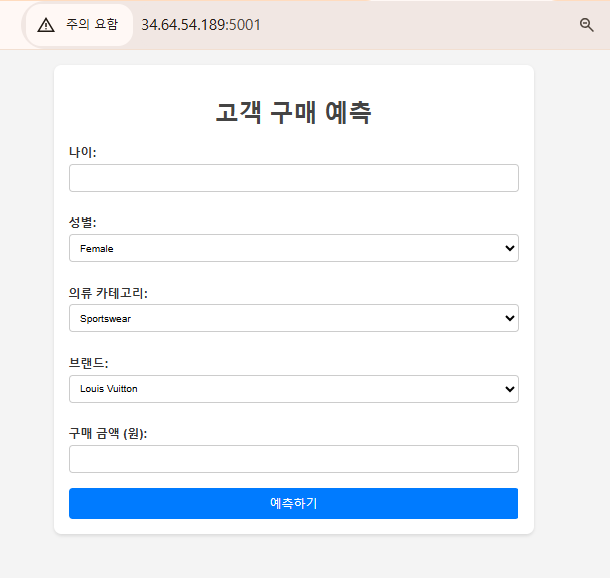 주의 요함 34.64.54.189:5001
고객 구매 예측
나이:
성별:
Female
의류 카테고리:
Sportswear
브랜드:
Louis Vuitton
구매 금액 (원):
예측하기